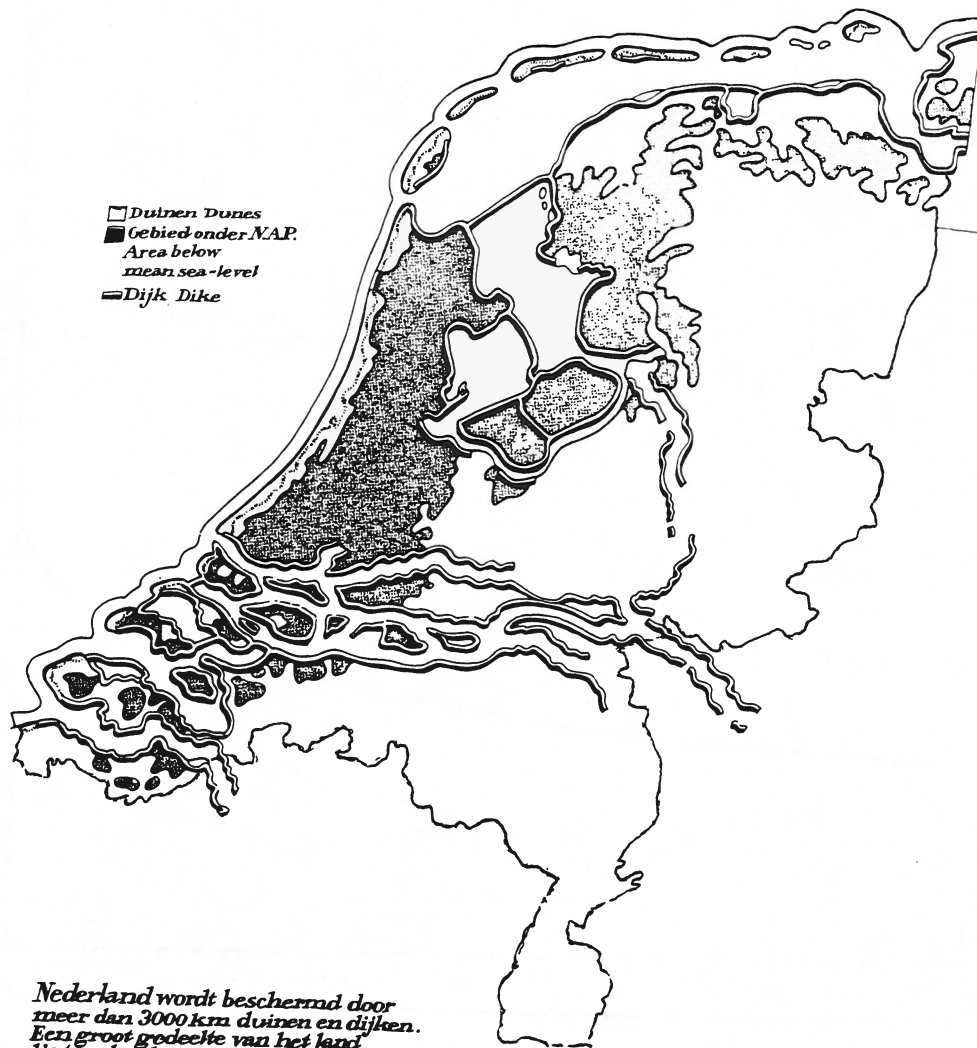 Duinen Dunes
Gebied onder N.A.P.
Area below
mean sea-level
Dijk Dike
Nederland wordt beschermd door
meer dan 3000 km duinen en dijken.
Een groot gedeelte van het land